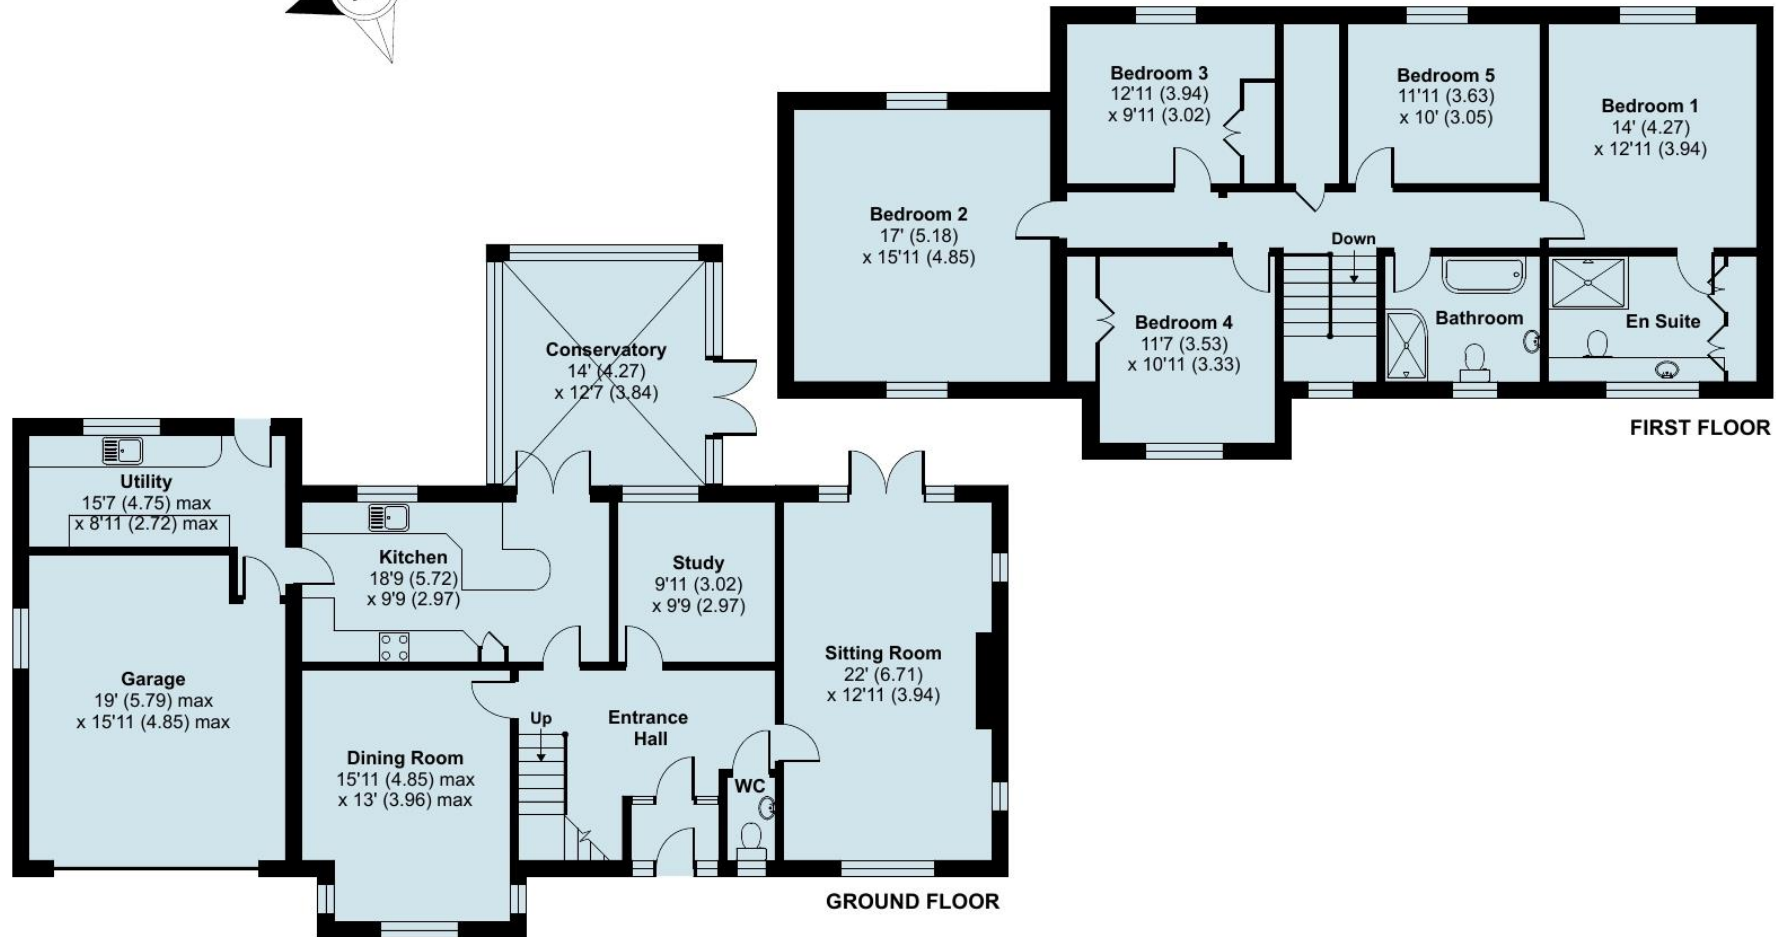 Bedroom 3
12'11 (3.94)
x 9'11 (3.02)
Bedroom 5
11'11 (3.63)
x 10' (3.05)
Bedroom 1
14' (4.27)
x 12'11 (3.94)
Bedroom 2
17' (5.18)
x 15'11 (4.85)
Down
Bedroom 4
11'7 (3.53)
x 10'11 (3.33)
Bathroom
En Suite
FIRST FLOOR
Conservatory
14' (4.27)
x 12'7 (3.84)
Utility
15'7 (4.75) max
x 8'11 (2.72) max
Kitchen
18'9 (5.72)
x 9'9 (2.97)
Study
9'11 (3.02)
x 9'9 (2.97)
Sitting Room
22' (6.71)
x 12'11 (3.94)
Garage
19' (5.79) max
x 15'11 (4.85) max
Up
Entrance
Hall
Dining Room
15'11 (4.85) max
x 13' (3.96) max
WC
GROUND FLOOR